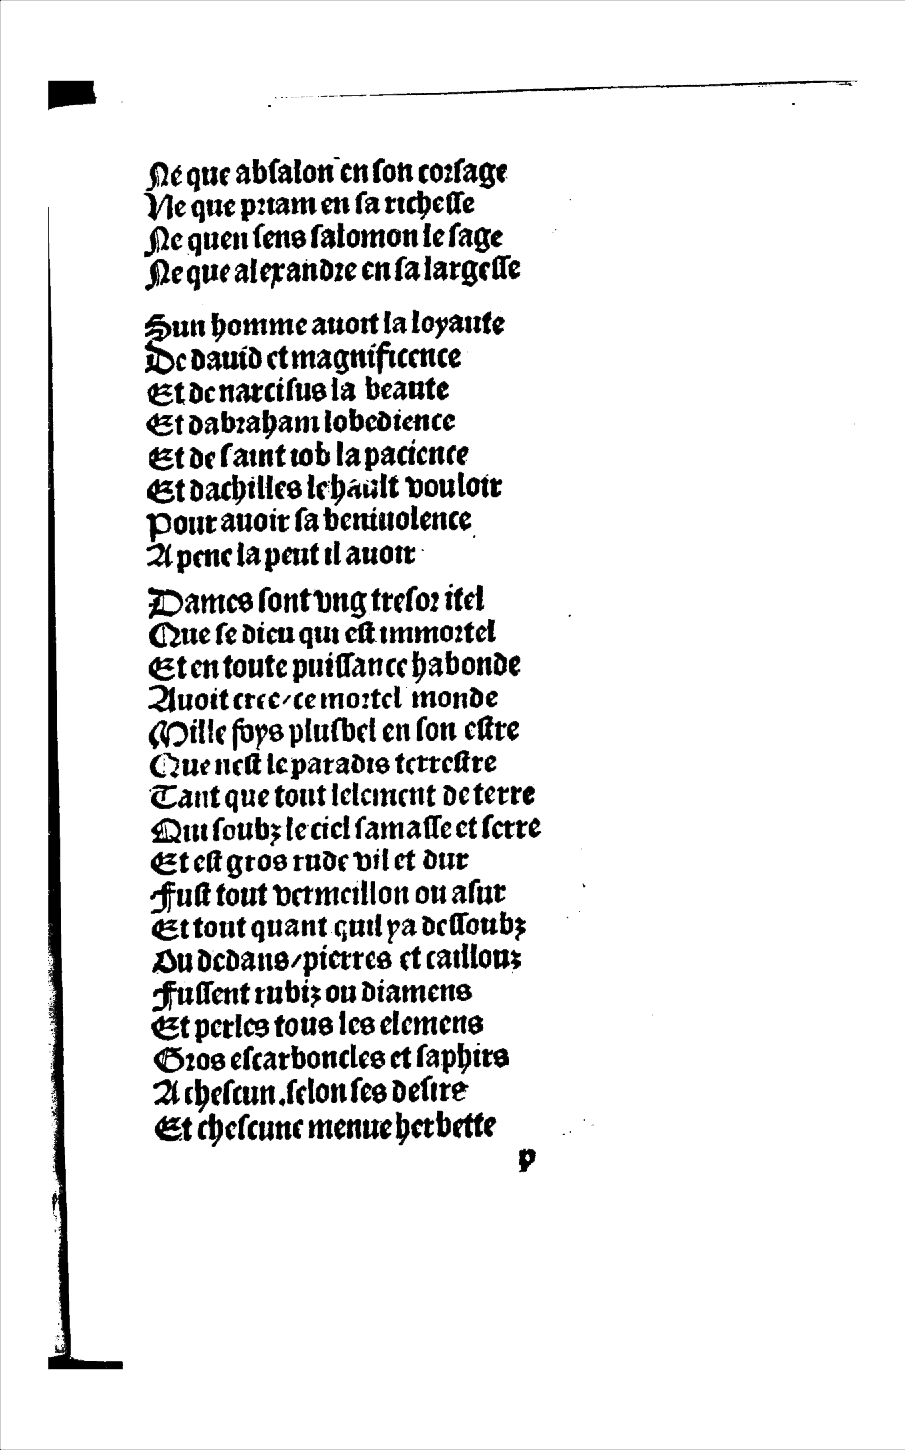 Ne que absalon en son corsage
Ne que priam en sa richesse
Ne quen sens salomon le sage
Ne que alexandre en sa largesse
Sun homme auoit la loyaute
De dauid et magnificence
Et de narcisus la beaute
Et dabraham lobedience
Et de saint iob la pacience
Et dachilles le hault vouloir
Pour auoir sa beniuolence
A pene la peut il auoir
Dames sont vng tresor itel
Que se dieu qui est immortel
Et en toute puissance habonde
Auoit cree/ce mortel monde
Mille foys plusbel en son estre
Que nest le paradis terrestre
Tant que tout lelement de terre
Qui soubz le ciel samasse et serre
Et est gros rude vil et dur
Fust tout vermeillon ou asur
Et tout quant quil ya dessoubz
Ou dedans/pierres et caillouz
Fussent rubiz ou diamens
Et perles tous les elemens
Gros escarboncles et saphirs
A chescun.selon ses desirs
Et chescune menue herbette
p